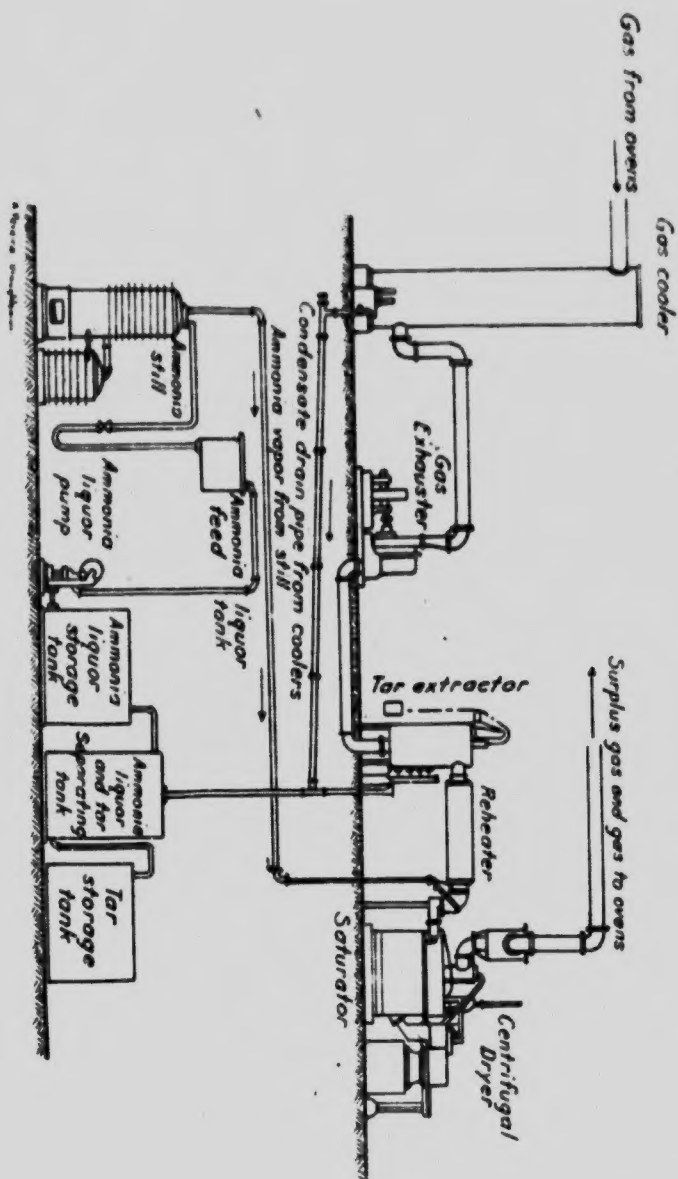 Gas from ovens
Gas cooler
Gas
Exhauster
Surplus gas and gas to ovens
Tar extractor
Reheater
Centrifugal
Dryer
Saturator
Condensate drain pipe from coolers
Ammonia vapor from still
Ammonia
still
Ammonia
feed
liquor
tank
Ammonia
liquor
pump
Ammonia
liquor
storage
tank
Ammonia
liquor
and tar
Separating
tank
Tar
storage
tank